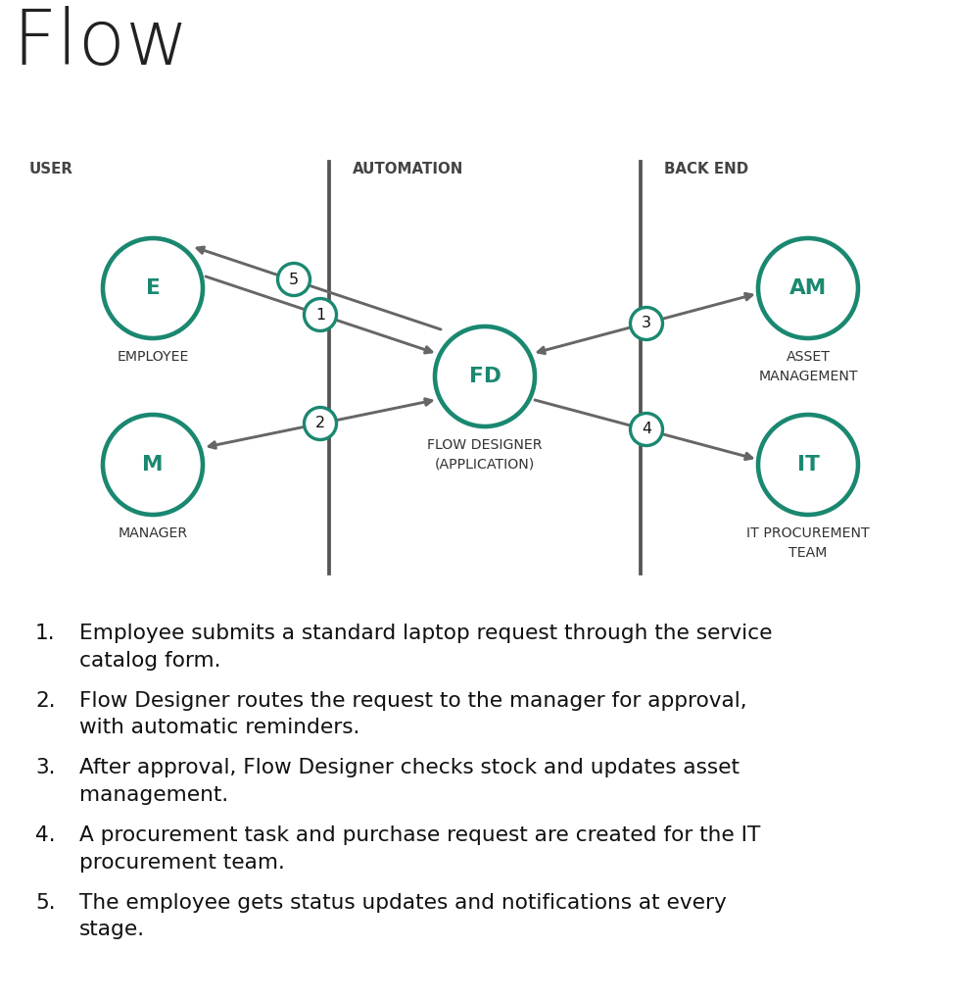 Flow
USER
AUTOMATION
BACK END
E
5
1
3
AM
EMPLOYEE
FD
ASSET
MANAGEMENT
2
4
M
FLOW DESIGNER
(APPLICATION)
IT
MANAGER
IT PROCUREMENT
TEAM
1. Employee submits a standard laptop request through the service
catalog form.
2. Flow Designer routes the request to the manager for approval,
with automatic reminders.
3. After approval, Flow Designer checks stock and updates asset
management.
4. A procurement task and purchase request are created for the IT
procurement team.
5. The employee gets status updates and notifications at every
stage.